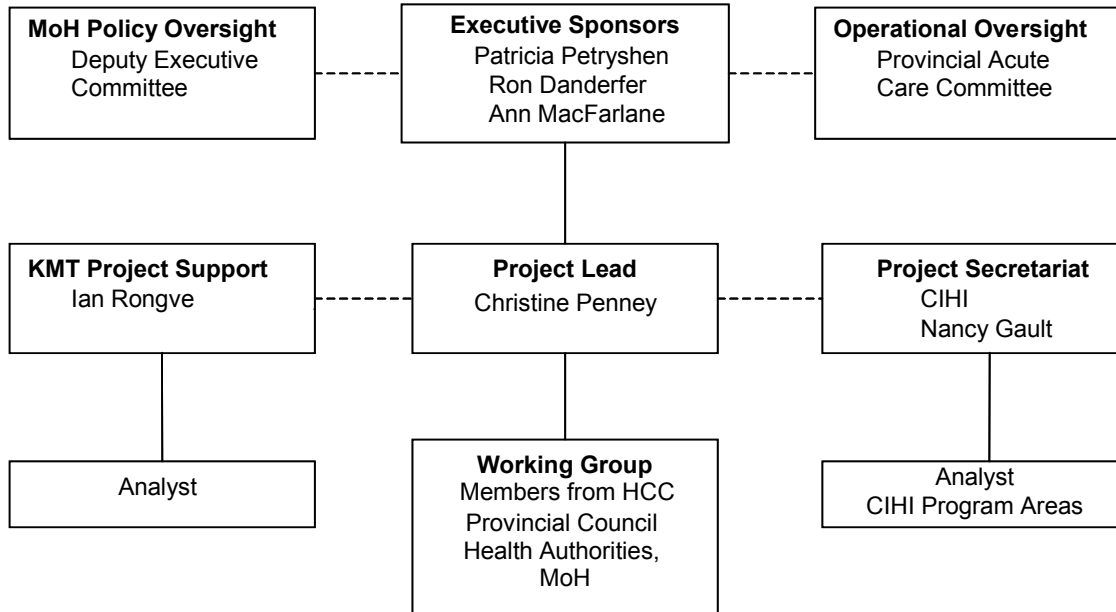 MoH Policy Oversight
Deputy Executive
Committee
Executive Sponsors
Patricia Petryshen
Ron Danderfer
Ann MacFarlane
Operational Oversight
Provincial Acute
Care Committee
KMT Project Support
Ian Rongve
Project Lead
Christine Penney
Project Secretariat
CIHI
Nancy Gault
Analyst
Working Group
Members from HCC
Provincial Council
Health Authorities,
MoH
Analyst
CIHI Program Areas